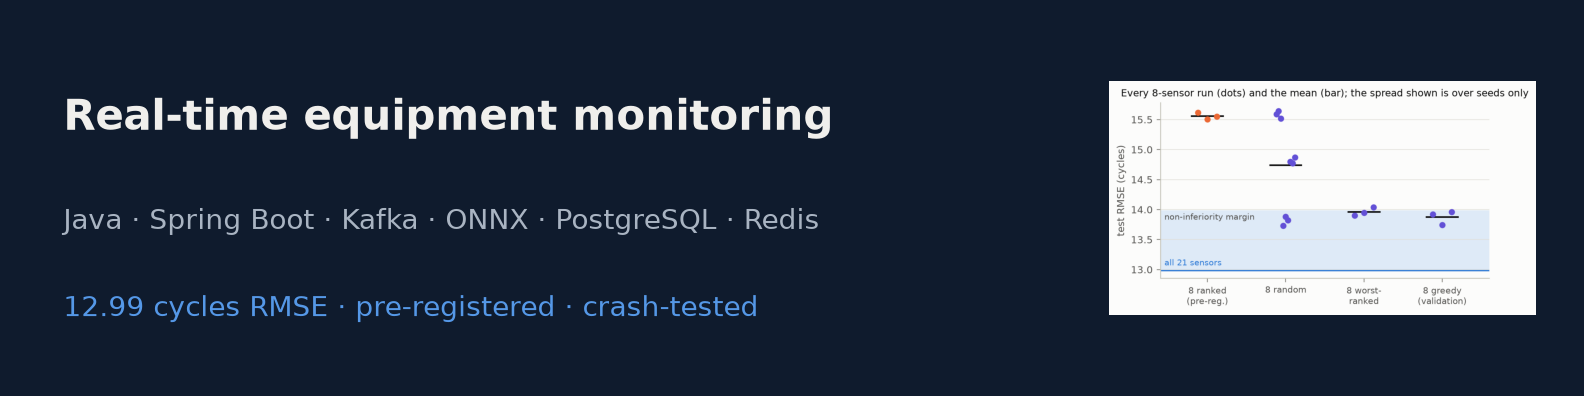 Real-time equipment monitoring
Java · Spring Boot · Kafka · ONNX · PostgreSQL · Redis
12.99 cycles RMSE · pre-registered · crash-tested
Every 8-sensor run (dots) and the mean (bar); the spread shown is over seeds only
test RMSE (cycles)
15.5
15.0
14.5
14.0
13.5
13.0
non-inferiority margin
all 21 sensors
8 ranked
(pre-reg.)
8 random
8 worst-
ranked
8 greedy
(validation)